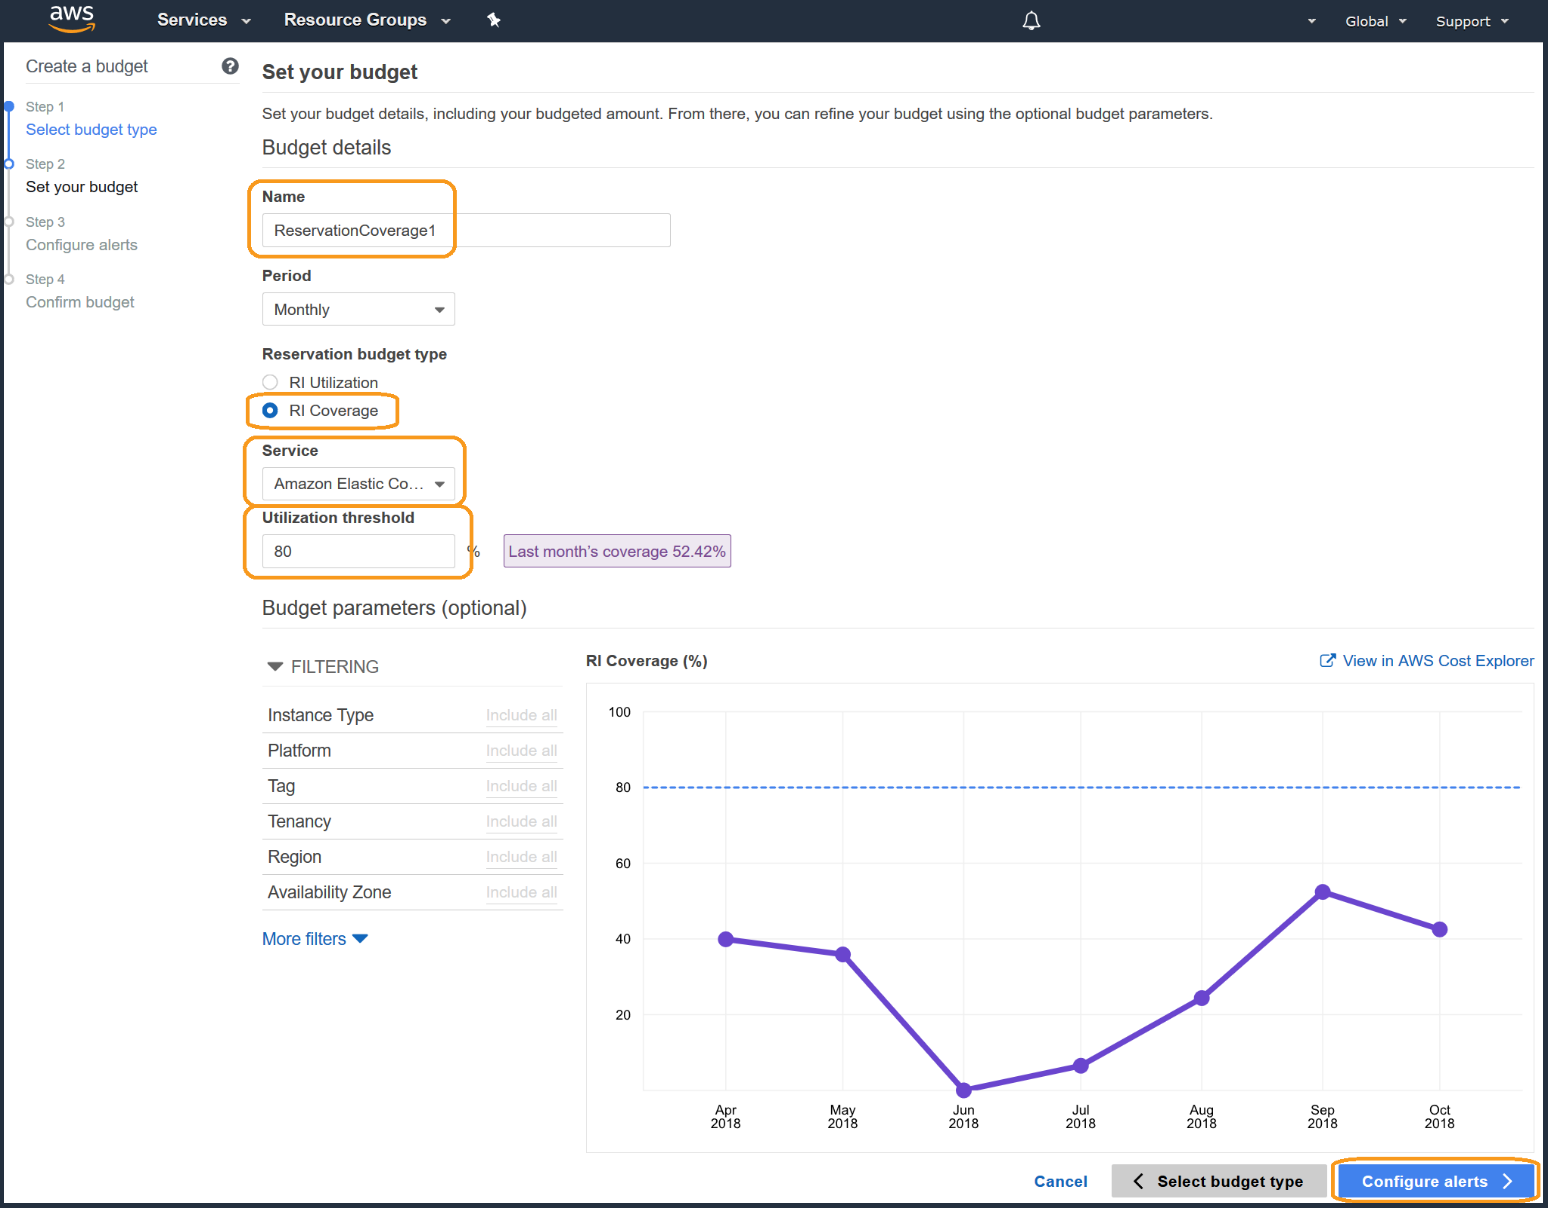 aws Services Resource Groups Global Support
Create a budget ?
Step 1
Select budget type
Step 2
Set your budget
Step 3
Configure alerts
Step 4
Confirm budget
Set your budget
Set your budget details, including your budgeted amount. From there, you can refine your budget using the optional budget parameters.
Budget details
Name
ReservationCoverage1
Period
Monthly
Reservation budget type
RI Utilization
RI Coverage
Service
Amazon Elastic Co...
Utilization threshold
80 % Last month's coverage 52.42%
Budget parameters (optional)
FILTERING
Instance Type Include all
Platform Include all
Tag Include all
Tenancy Include all
Region Include all
Availability Zone Include all
More filters
RI Coverage (%) View in AWS Cost Explorer
100
80
60
40
20
Apr 2018
May 2018
Jun 2018
Jul 2018
Aug 2018
Sep 2018
Oct 2018
Cancel Select budget type Configure alerts